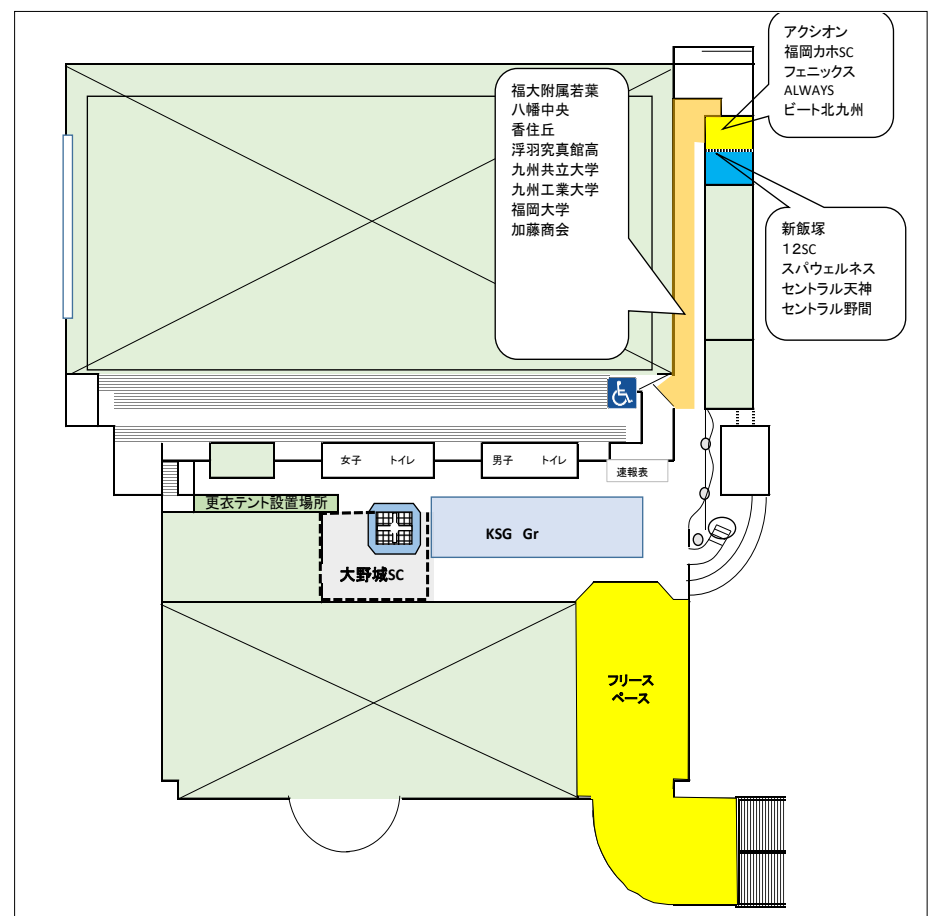 アクシオン
福岡カホSC
フェニックス
ALWAYS
ビート北九州
福大附属若葉
八幡中央
香住丘
浮羽究真館高
九州共立大学
九州工業大学
福岡大学
加藤商会
新飯塚
12SC
スパウェルネス
セントラル天神
セントラル野間
女子 トイレ
男子 トイレ
速報表
更衣テント設置場所
KSG Gr
大野城SC
フリース
ペース